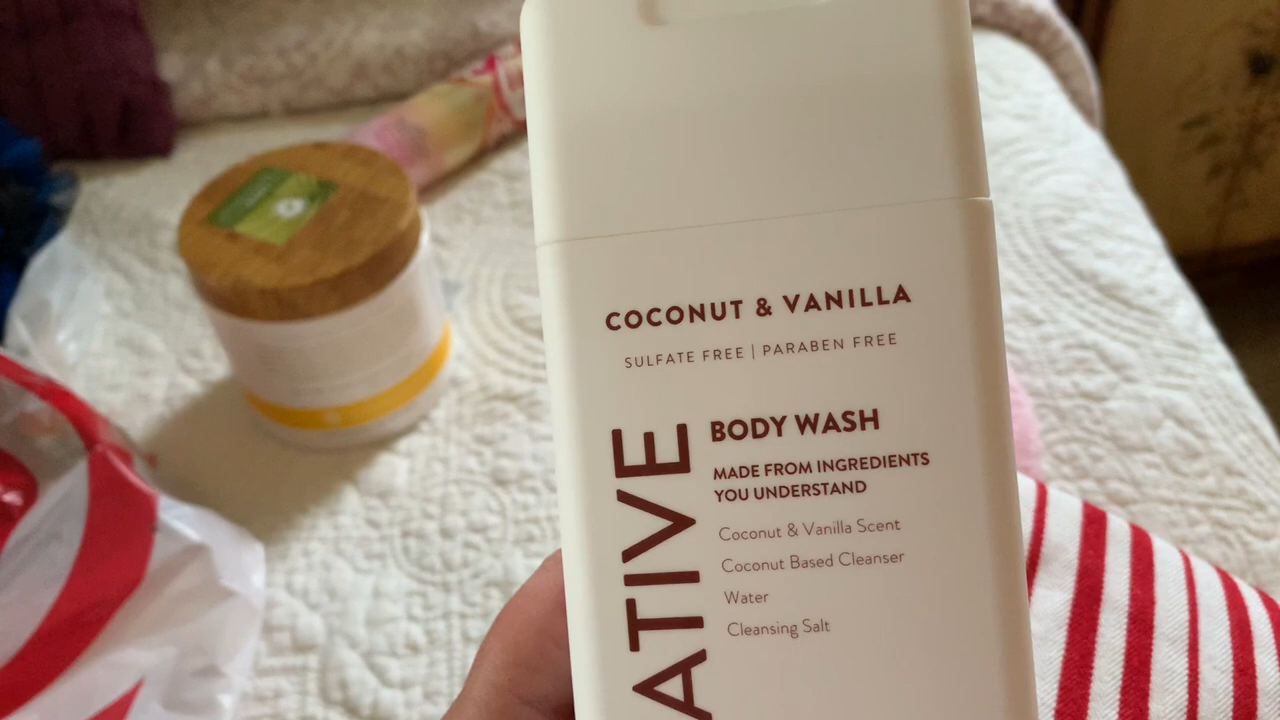 COCONUT & VANILLA
SULFATE FREE | PARABEN FREE
ATIVE
BODY WASH
MADE FROM INGREDIENTS
YOU UNDERSTAND
Coconut & Vanilla Scent
Coconut Based Cleanser
Water
Cleansing Salt